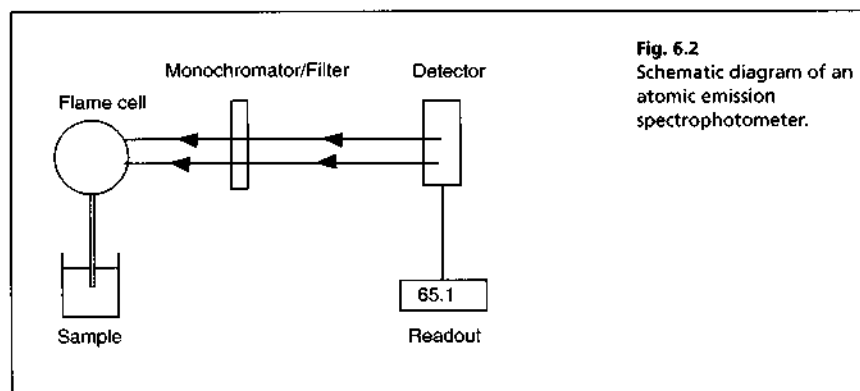 Monochromator/Filter
Detector
Flame cell
65.1
Sample
Readout
Fig. 6.2
Schematic diagram of an
atomic emission
spectrophotometer.